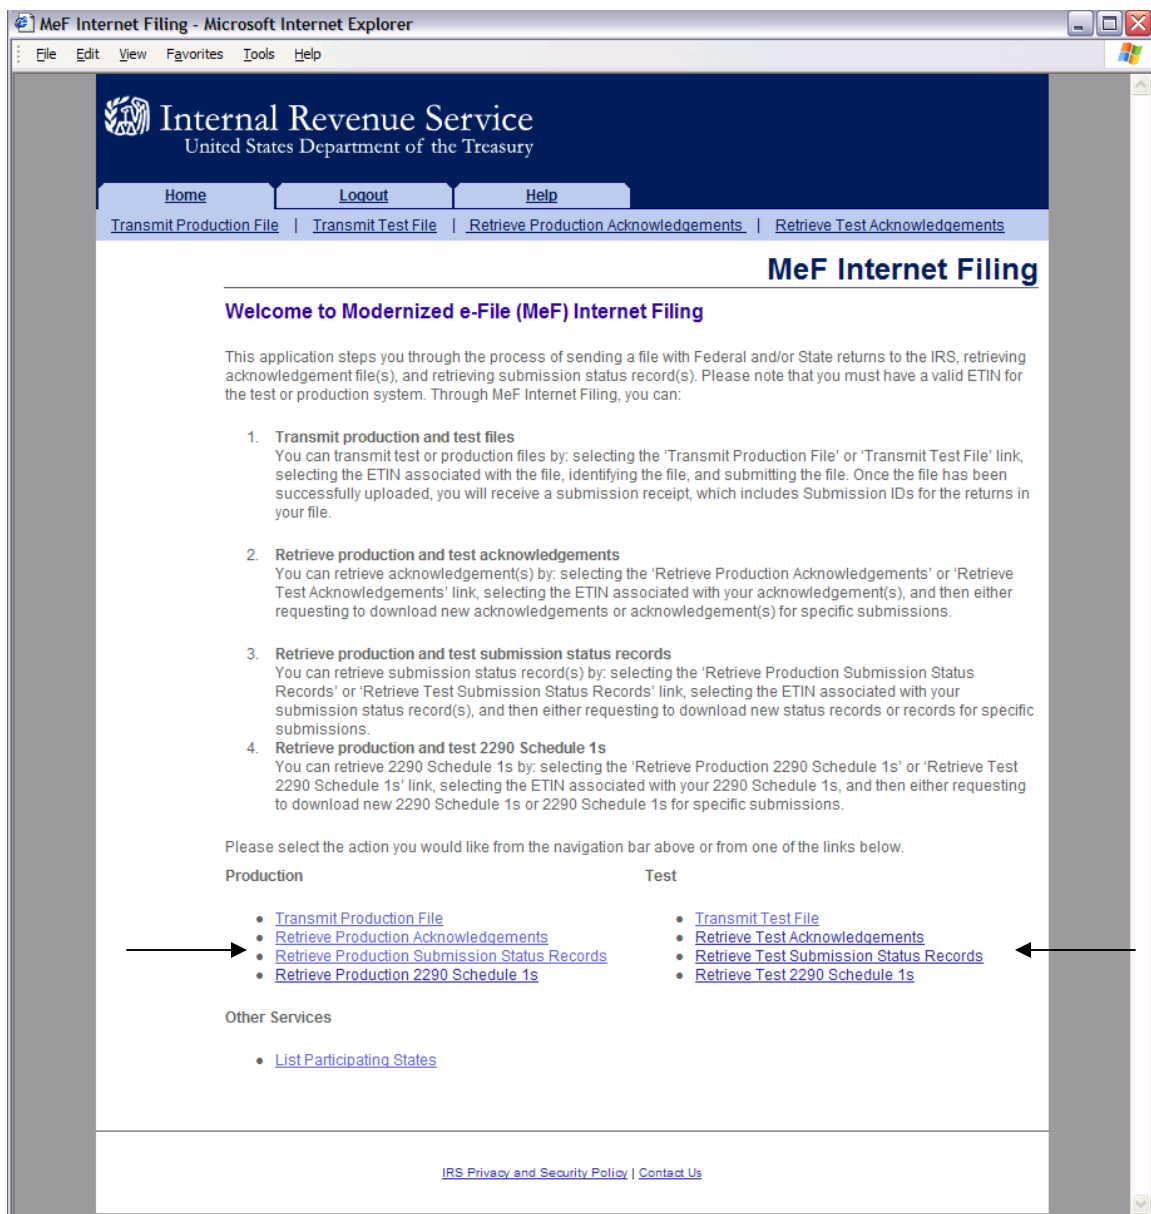 MeF Internet Filing - Microsoft Internet Explorer
File Edit View Favorites Tools Help
Internal Revenue Service
United States Department of the Treasury
Home Logout Help
Transmit Production File | Transmit Test File | Retrieve Production Acknowledgements | Retrieve Test Acknowledgements
MeF Internet Filing
Welcome to Modernized e-File (MeF) Internet Filing
This application steps you through the process of sending a file with Federal and/or State returns to the IRS, retrieving
acknowledgement file(s), and retrieving submission status record(s). Please note that you must have a valid ETIN for
the test or production system. Through MeF Internet Filing, you can:
1. Transmit production and test files
You can transmit test or production files by: selecting the ‘Transmit Production File’ or ‘Transmit Test File’ link,
selecting the ETIN associated with the file, identifying the file, and submitting the file. Once the file has been
successfully uploaded, you will receive a submission receipt, which includes Submission IDs for the returns in
your file.
2. Retrieve production and test acknowledgements
You can retrieve acknowledgement(s) by: selecting the ‘Retrieve Production Acknowledgements’ or ‘Retrieve
Test Acknowledgements’ link, selecting the ETIN associated with your acknowledgement(s), and then either
requesting to download new acknowledgements or acknowledgement(s) for specific submissions.
3. Retrieve production and test submission status records
You can retrieve submission status record(s) by: selecting the ‘Retrieve Production Submission Status
Records’ or ‘Retrieve Test Submission Status Records’ link, selecting the ETIN associated with your
submission status record(s), and then either requesting to download new status records or records for specific
submissions.
4. Retrieve production and test 2290 Schedule 1s
You can retrieve 2290 Schedule 1s by: selecting the ‘Retrieve Production 2290 Schedule 1s’ or ‘Retrieve Test
2290 Schedule 1s’ link, selecting the ETIN associated with your 2290 Schedule 1s, and then either requesting
to download new 2290 Schedule 1s or 2290 Schedule 1s for specific submissions.
Please select the action you would like from the navigation bar above or from one of the links below.
Production
• Transmit Production File
• Retrieve Production Acknowledgements
• Retrieve Production Submission Status Records
• Retrieve Production 2290 Schedule 1s
Test
• Transmit Test File
• Retrieve Test Acknowledgements
• Retrieve Test Submission Status Records
• Retrieve Test 2290 Schedule 1s
Other Services
• List Participating States
IRS Privacy and Security Policy | Contact Us